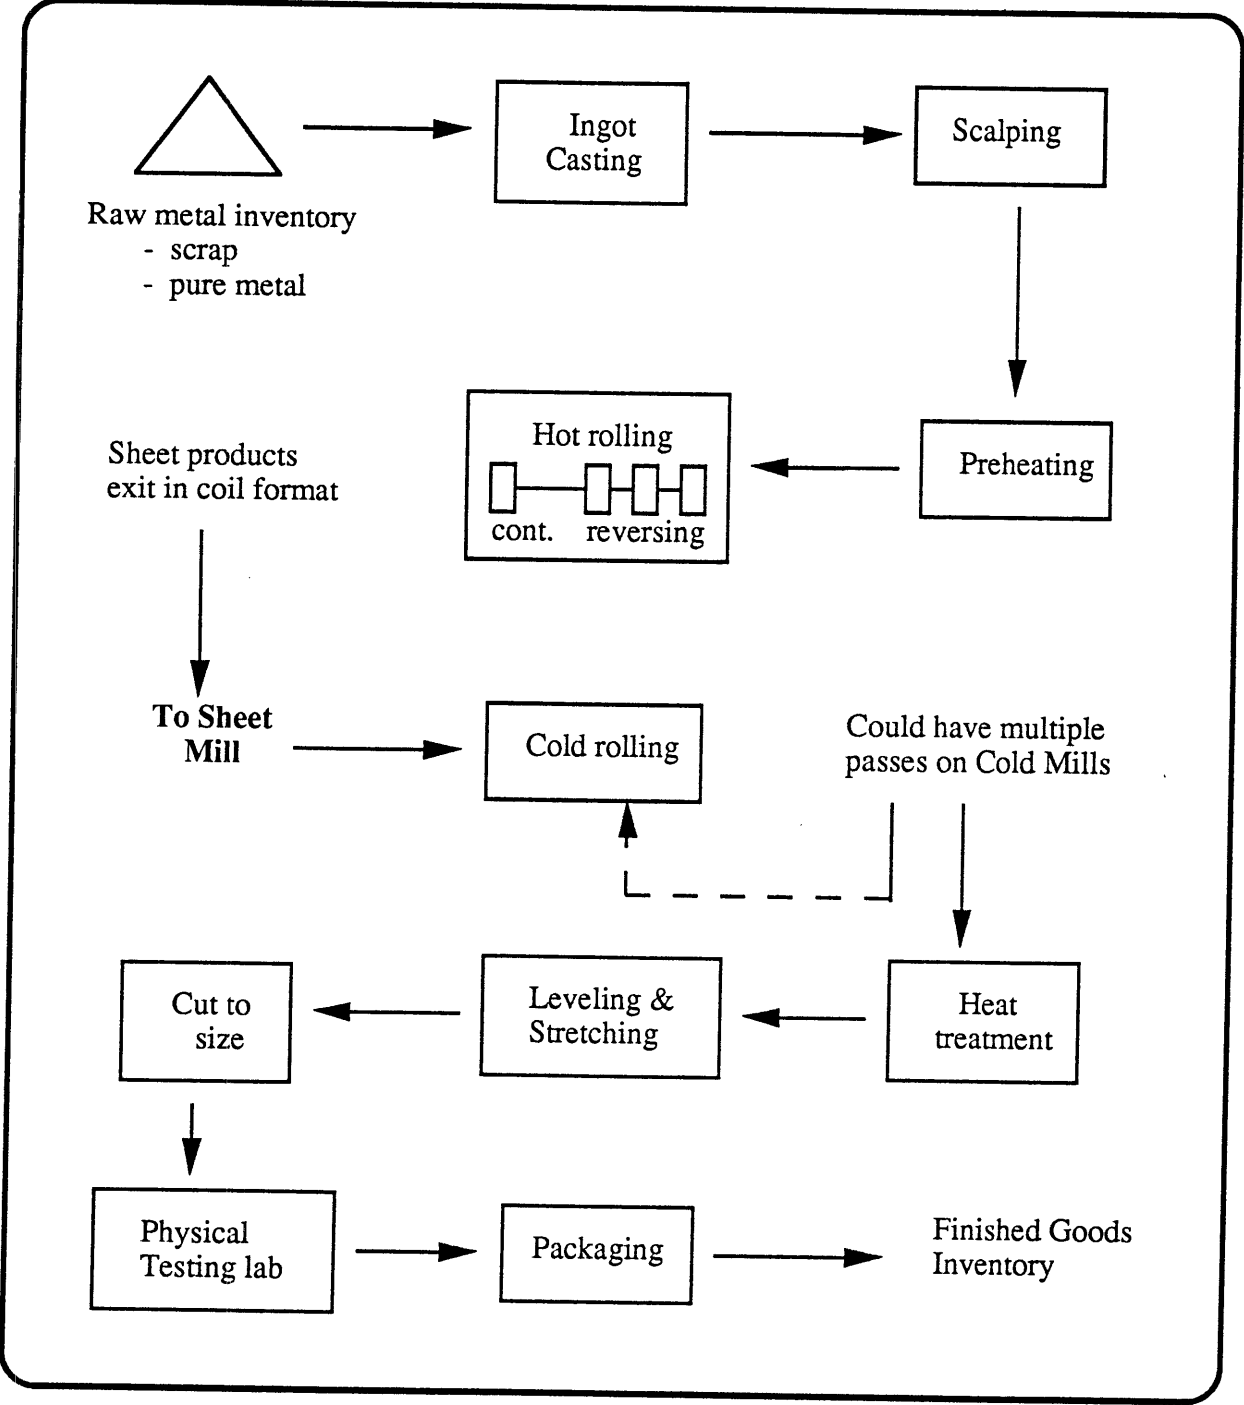 Ingot
Casting
Scalping
Raw metal inventory
- scrap
- pure metal
Hot rolling
cont. reversing
Preheating
Sheet products
exit in coil format
To Sheet
Mill
Cold rolling
Could have multiple
passes on Cold Mills
Cut to
size
Leveling &
Stretching
Heat
treatment
Physical
Testing lab
Packaging
Finished Goods
Inventory